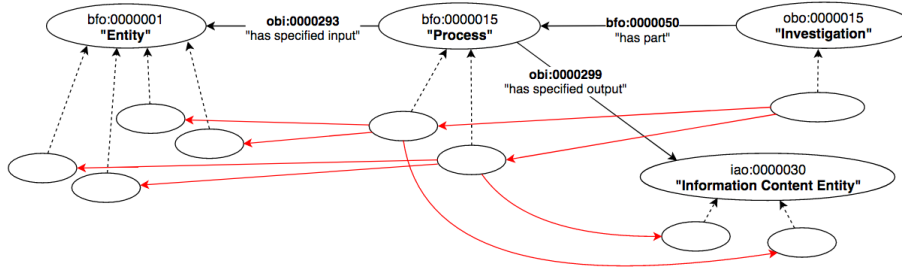 bfo:0000001
"Entity"
obi:0000293
"has specified input"
bfo:0000015
"Process"
bfo:0000050
"has part"
obo:0000015
"Investigation"
obi:0000299
"has specified output"
iao:0000030
"Information Content Entity"